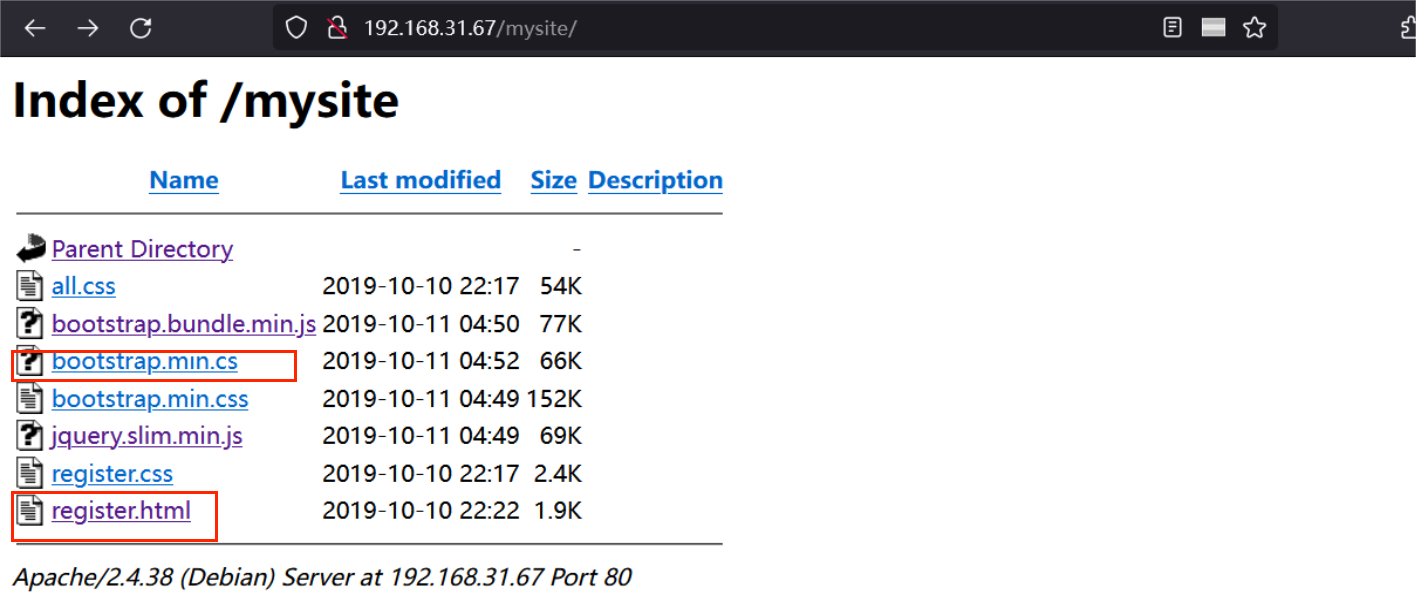 192.168.31.67/mysite/
Index of /mysite
Name Last modified Size Description
Parent Directory -
all.css 2019-10-10 22:17 54K
bootstrap.bundle.min.js 2019-10-11 04:50 77K
bootstrap.min.cs 2019-10-11 04:52 66K
bootstrap.min.css 2019-10-11 04:49 152K
jquery.slim.min.js 2019-10-11 04:49 69K
register.css 2019-10-10 22:17 2.4K
register.html 2019-10-10 22:22 1.9K
Apache/2.4.38 (Debian) Server at 192.168.31.67 Port 80